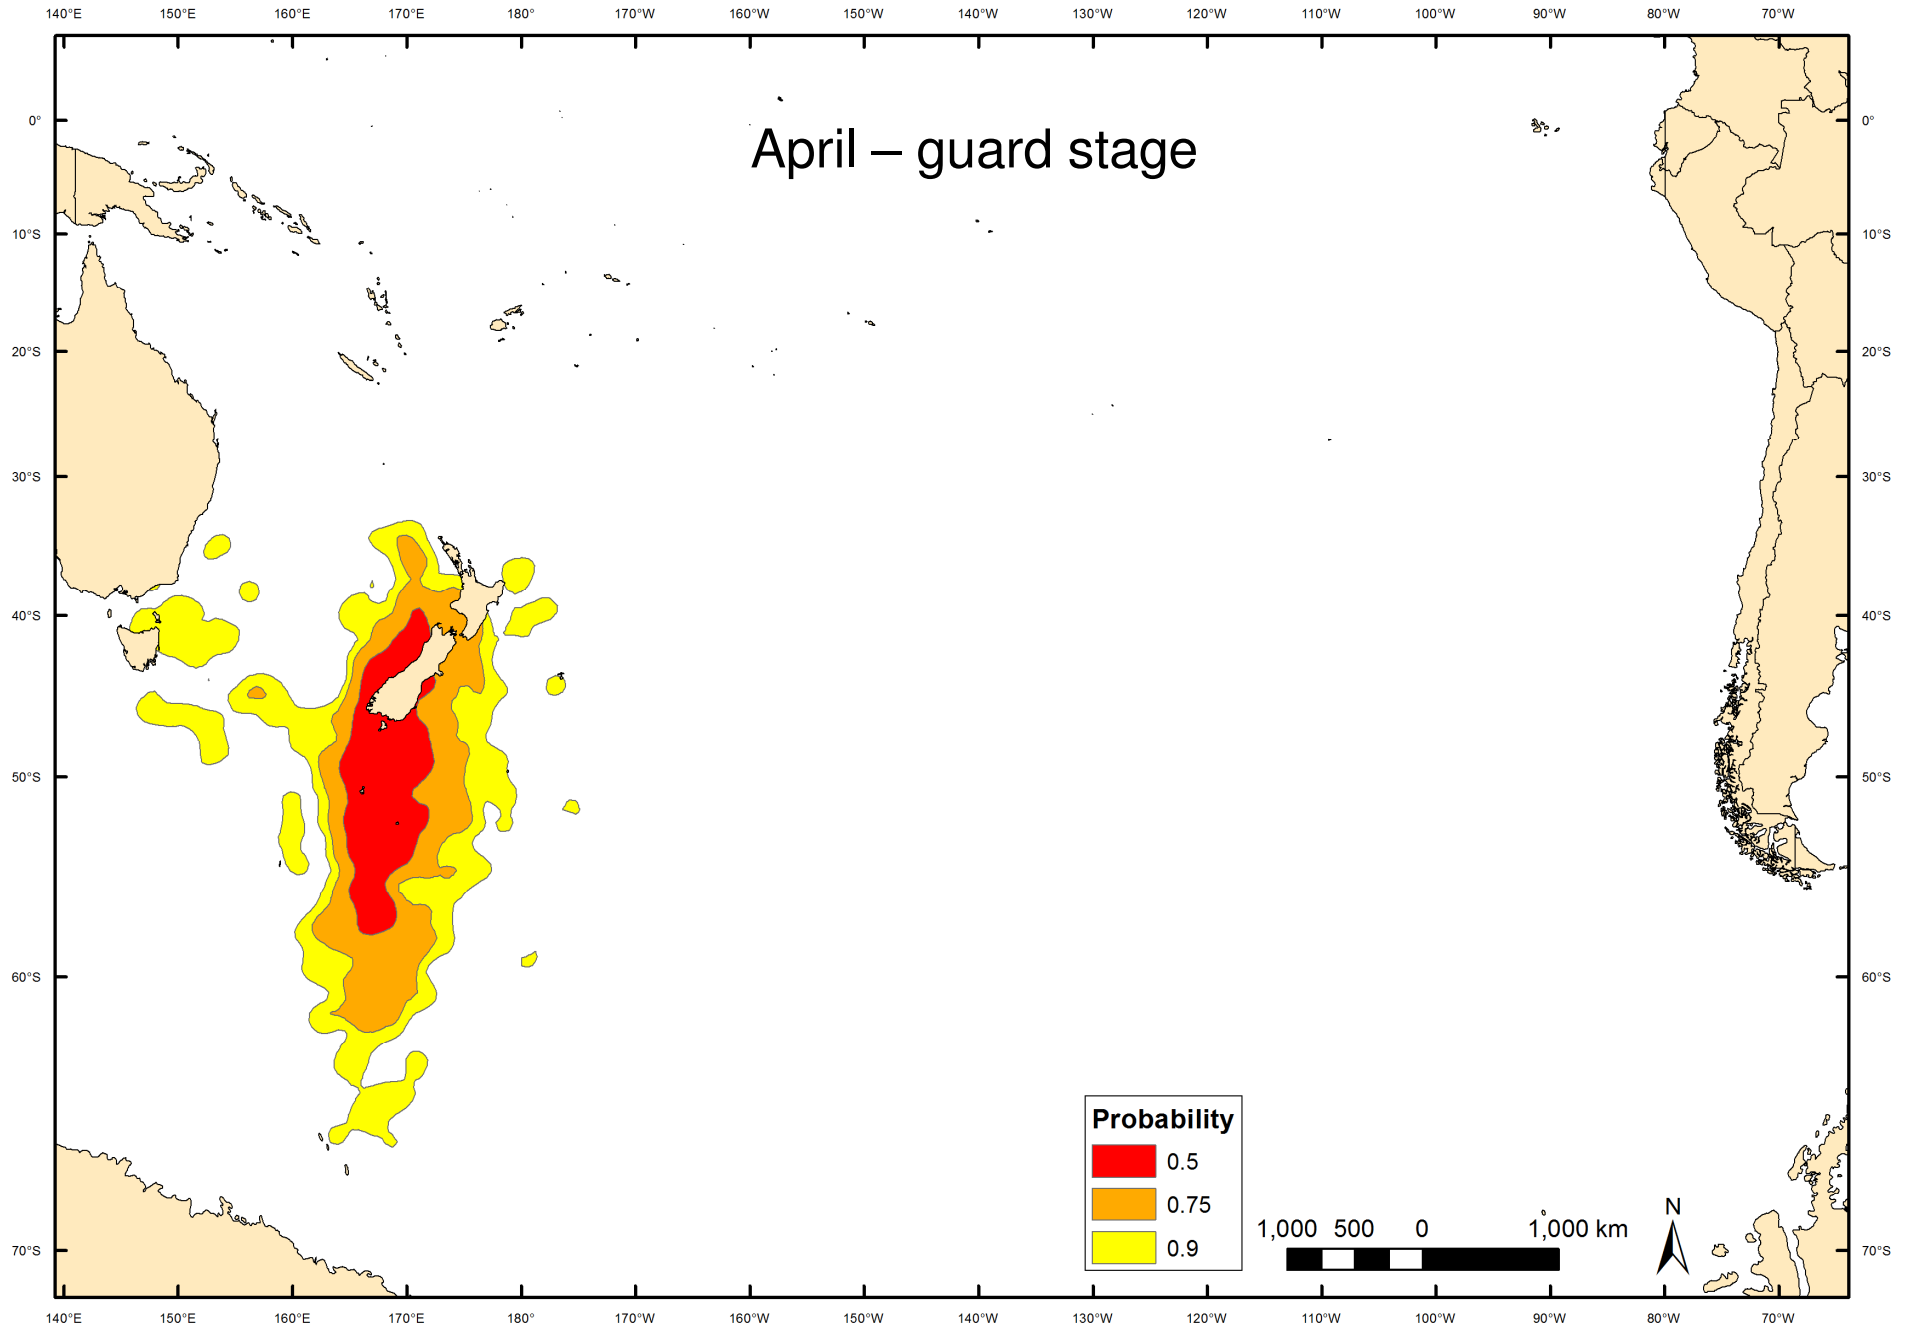 140°E 150°E 160°E 170°E 180° 170°W 160°W 150°W 140°W 130°W 120°W 110°W 100°W 90°W 80°W 70°W
April – guard stage
0° 0°
10°S 10°S
20°S 20°S
30°S 30°S
40°S 40°S
50°S 50°S
60°S 60°S
Probability
0.5
0.75
0.9
N
1,000 500 0 1,000 km
70°S 70°S
140°E 150°E 160°E 170°E 180° 170°W 160°W 150°W 140°W 130°W 120°W 110°W 100°W 90°W 80°W 70°W